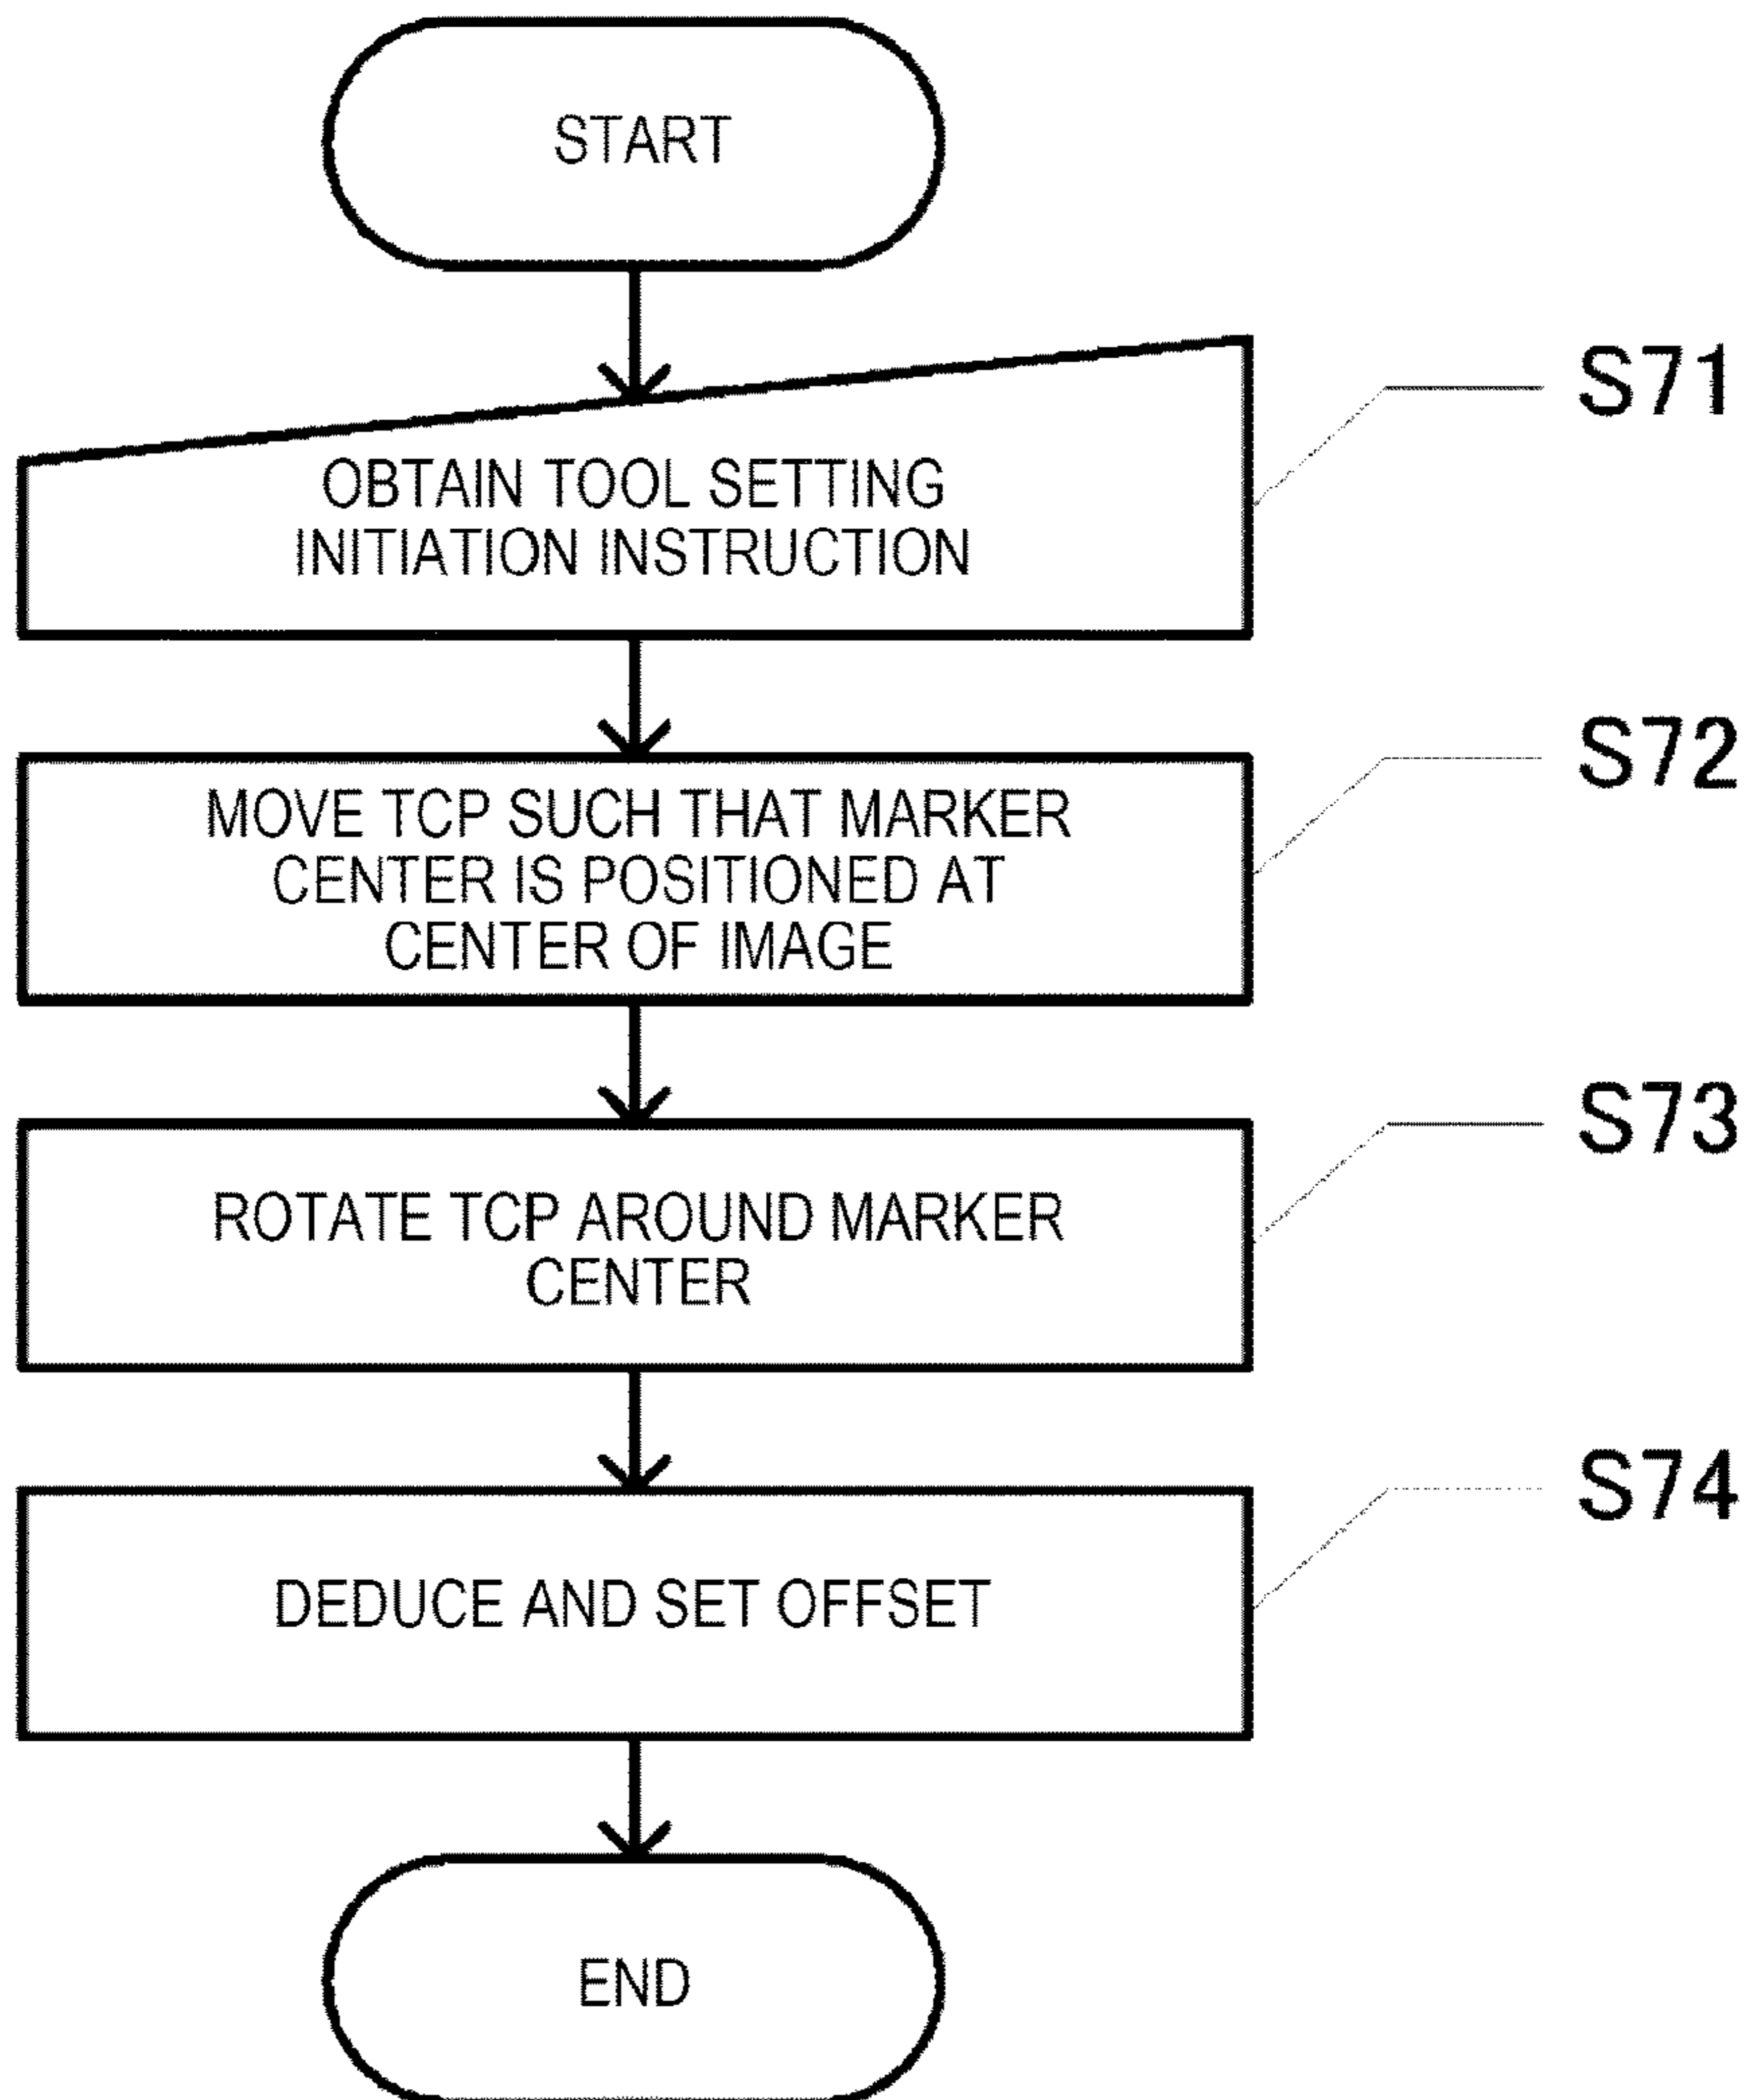 START
S71
OBTAIN TOOL SETTING
INITIATION INSTRUCTION
S72
MOVE TCP SUCH THAT MARKER
CENTER IS POSITIONED AT
CENTER OF IMAGE
S73
ROTATE TCP AROUND MARKER
CENTER
S74
DEDUCE AND SET OFFSET
END